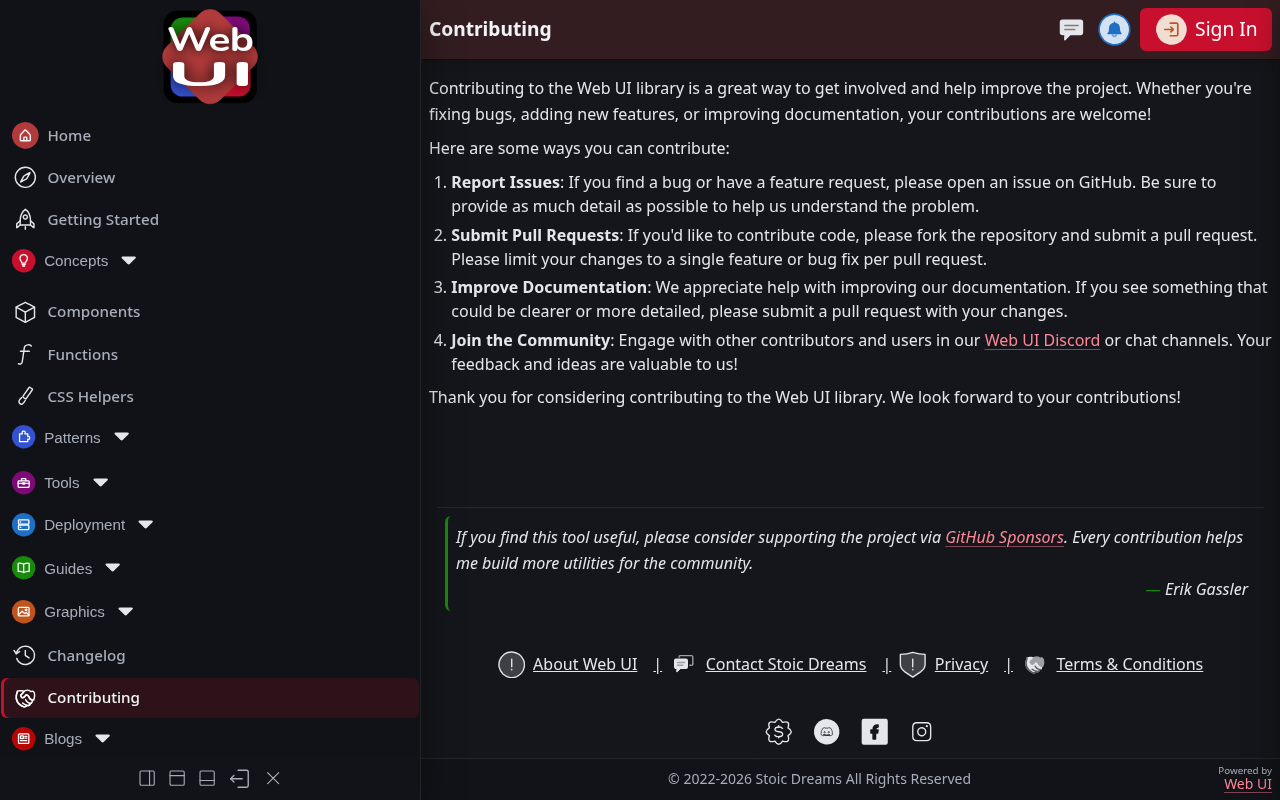 Web
UI
Home
Overview
Getting Started
Concepts
Components
Functions
CSS Helpers
Patterns
Tools
Deployment
Guides
Graphics
Changelog
Contributing
Blogs
Contributing
Sign In
Contributing to the Web UI library is a great way to get involved and help improve the project. Whether you're
fixing bugs, adding new features, or improving documentation, your contributions are welcome!
Here are some ways you can contribute:
1. Report Issues: If you find a bug or have a feature request, please open an issue on GitHub. Be sure to
provide as much detail as possible to help us understand the problem.
2. Submit Pull Requests: If you'd like to contribute code, please fork the repository and submit a pull request.
Please limit your changes to a single feature or bug fix per pull request.
3. Improve Documentation: We appreciate help with improving our documentation. If you see something that
could be clearer or more detailed, please submit a pull request with your changes.
4. Join the Community: Engage with other contributors and users in our Web UI Discord or chat channels. Your
feedback and ideas are valuable to us!
Thank you for considering contributing to the Web UI library. We look forward to your contributions!
If you find this tool useful, please consider supporting the project via GitHub Sponsors. Every contribution helps
me build more utilities for the community.
— Erik Gassler
About Web UI | Contact Stoic Dreams | Privacy | Terms & Conditions
© 2022-2026 Stoic Dreams All Rights Reserved
Powered by
Web UI